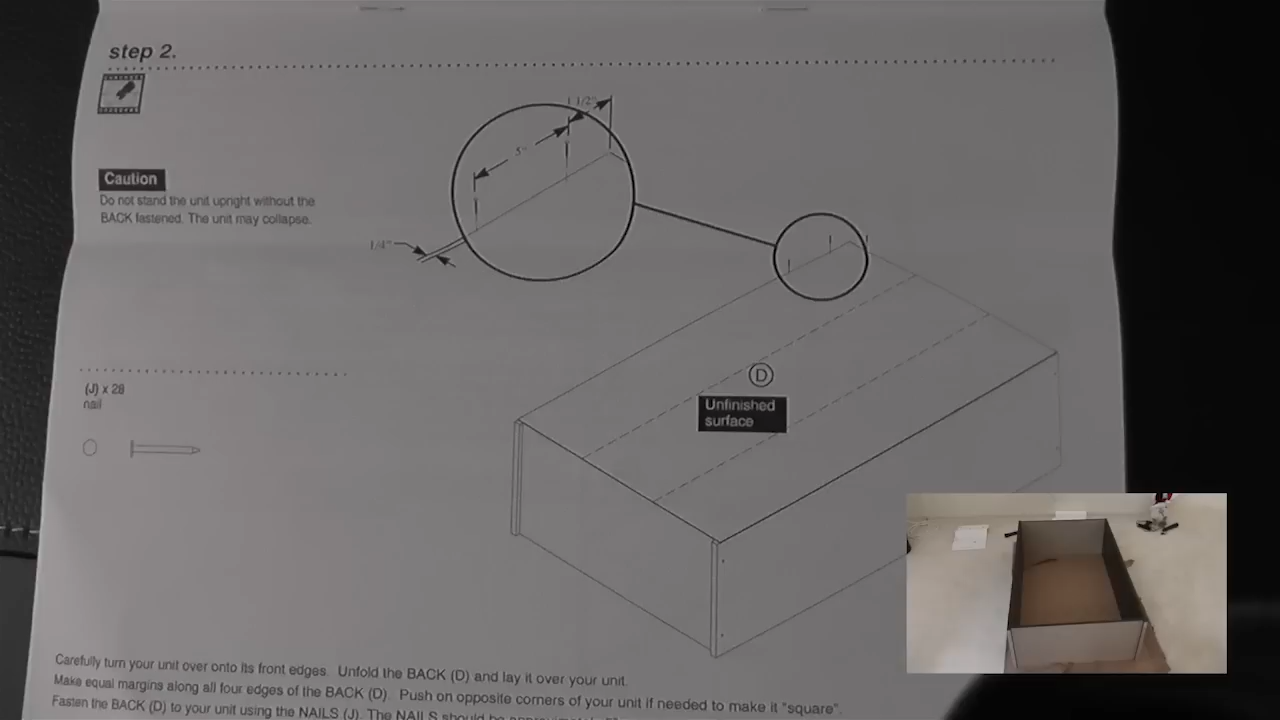 step 2.
1 1/2"
5"
Caution
Do not stand the unit upright without the
BACK fastened. The unit may collapse.
1/4"
(J) x 28
nail
D
Unfinished
surface
Carefully turn your unit over onto its front edges. Unfold the BACK (D) and lay it over your unit.
Make equal margins along all four edges of the BACK (D). Push on opposite corners of your unit if needed to make it "square".
Fasten the BACK (D) to your unit using the NAILS (J). The NAILS should be approximately